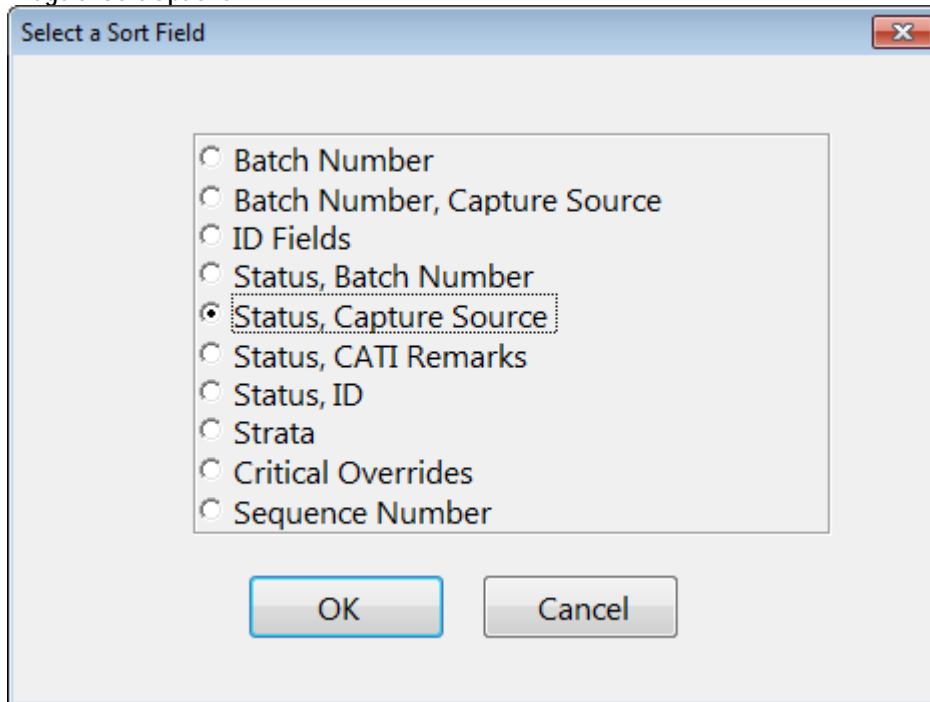 Select a Sort Field
Batch Number
Batch Number, Capture Source
ID Fields
Status, Batch Number
Status, Capture Source
Status, CATI Remarks
Status, ID
Strata
Critical Overrides
Sequence Number
OK
Cancel